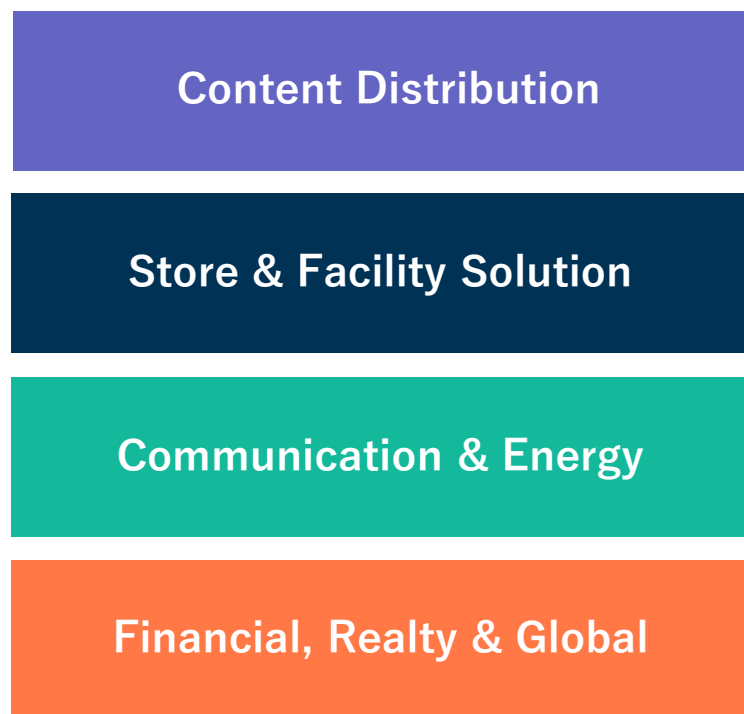 Content Distribution
Store & Facility Solution
Communication & Energy
Financial, Realty & Global